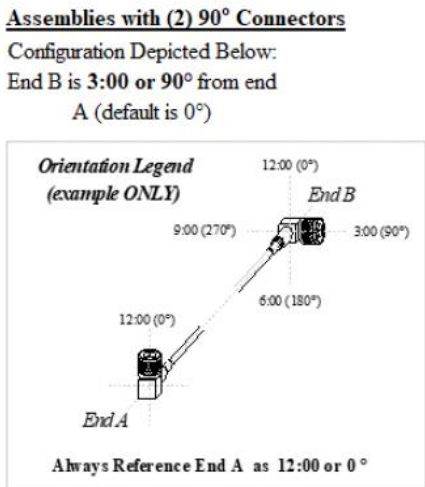 Assemblies with (2) 90° Connectors
Configuration Depicted Below:
End B is 3:00 or 90° from end
A (default is 0°)
Orientation Legend
(example ONLY)
12:00 (0°)
End B
9:00 (270°)
3:00 (90°)
6:00 (180°)
12:00 (0°)
End A
Always Reference End A as 12:00 or 0°